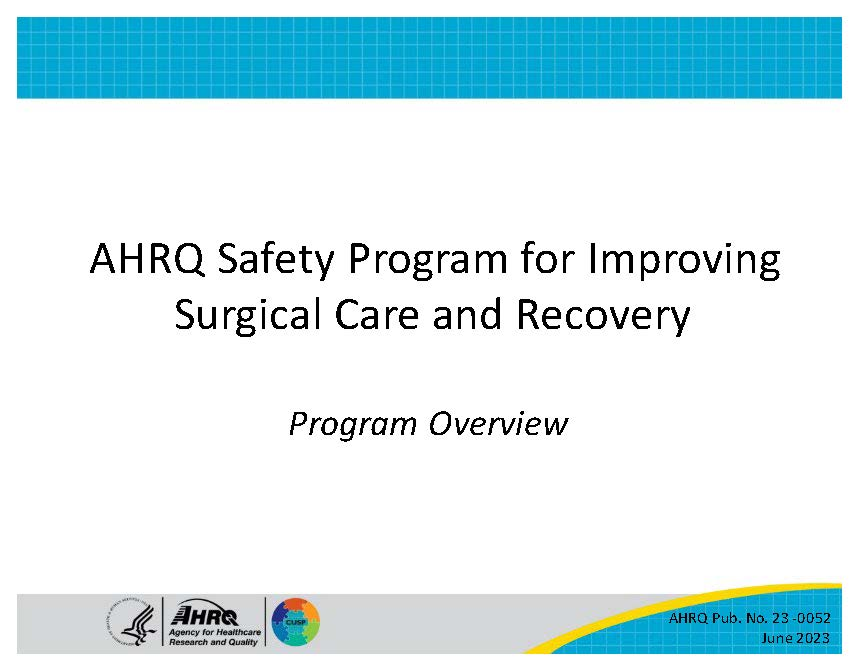 AHRQ Safety Program for Improving
Surgical Care and Recovery
Program Overview
AHRQ
Agency for Healthcare
Research and Quality
CUSP
AHRQ Pub. No. 23 -0052
June 2023